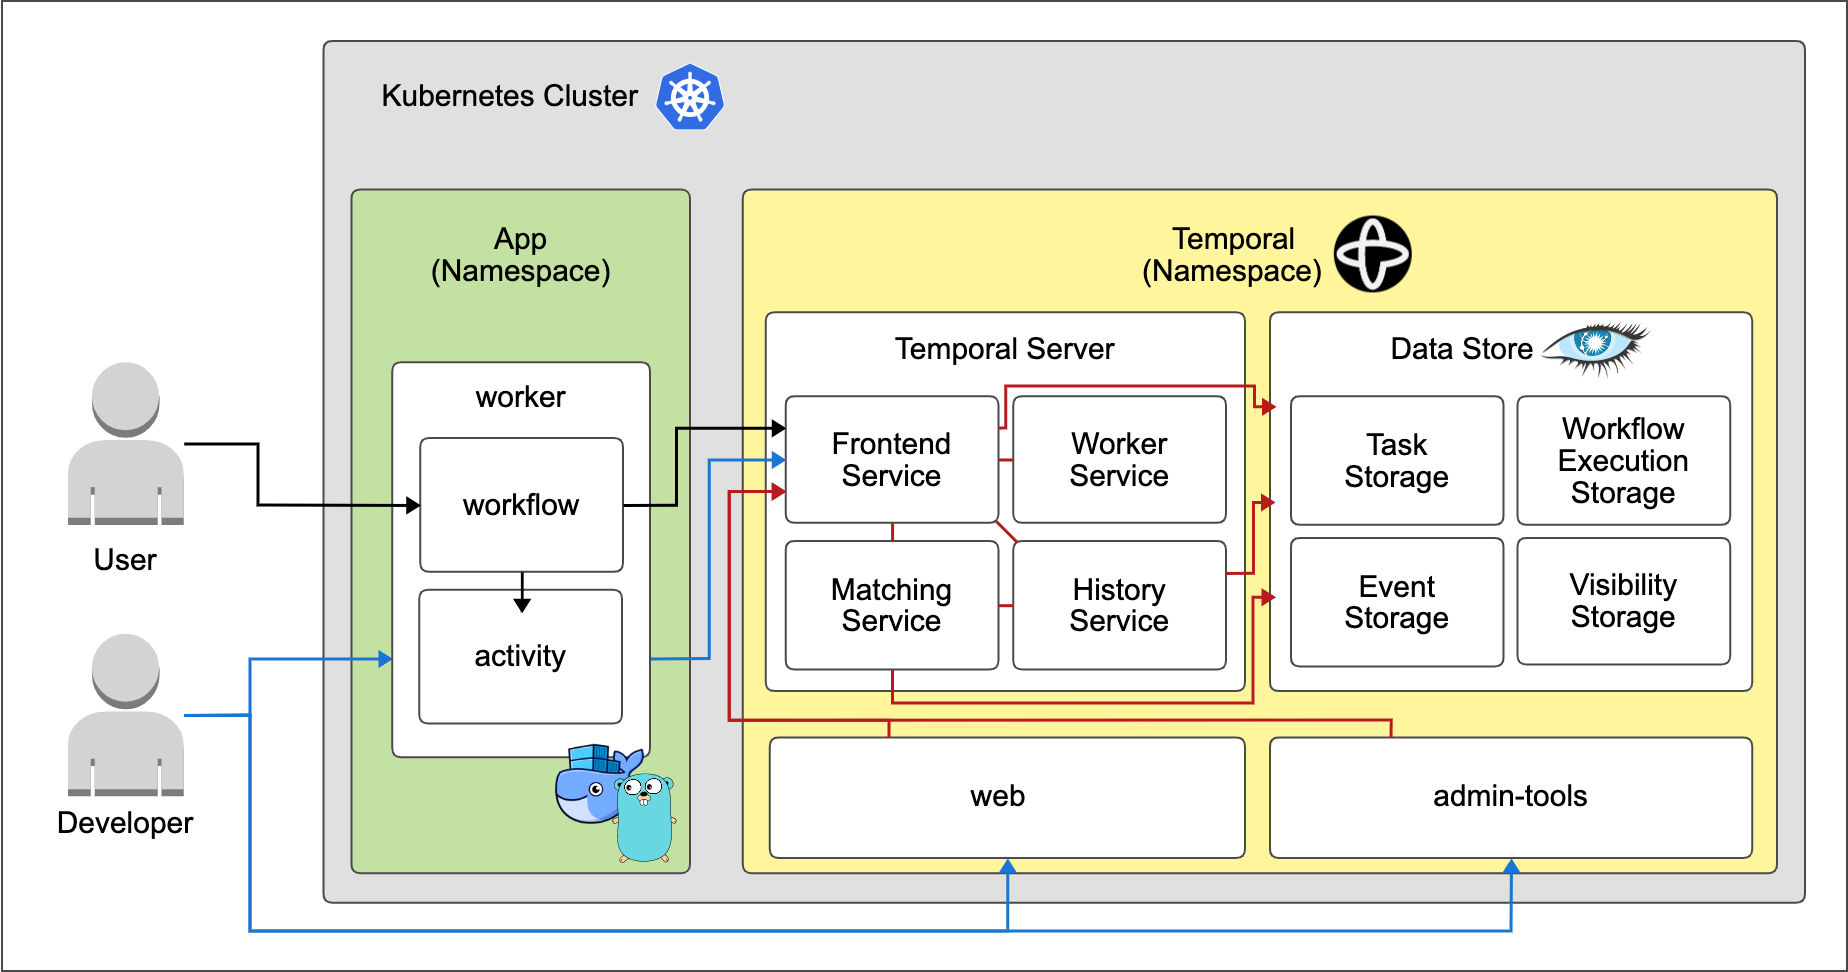 Kubernetes Cluster
App
(Namespace)
Temporal
(Namespace)
worker
workflow
activity
User
Developer
Temporal Server
Frontend
Service
Worker
Service
Matching
Service
History
Service
Data Store
Task
Storage
Workflow
Execution
Storage
Event
Storage
Visibility
Storage
web
admin-tools